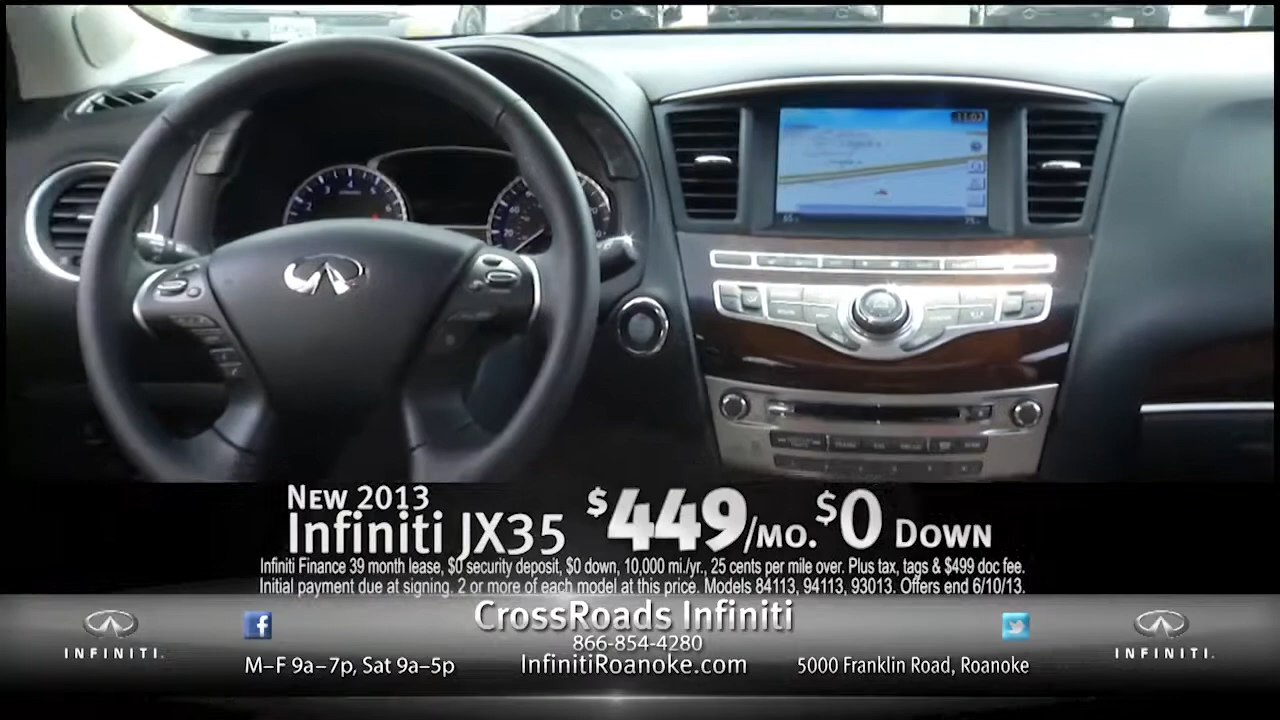 11:03
NEW 2013
Infiniti JX35
$449/MO.
$0 DOWN
Infiniti Finance 39 month lease, $0 security deposit, $0 down, 10,000 mi./yr., 25 cents per mile over. Plus tax, tags & $499 doc fee.
Initial payment due at signing. 2 or more of each model at this price. Models 84113, 94113, 93013. Offers end 6/10/13.
CrossRoads Infiniti
866-854-4280
INFINITI
INFINITI
M–F 9a–7p, Sat 9a–5p
InfinitiRoanoke.com
5000 Franklin Road, Roanoke